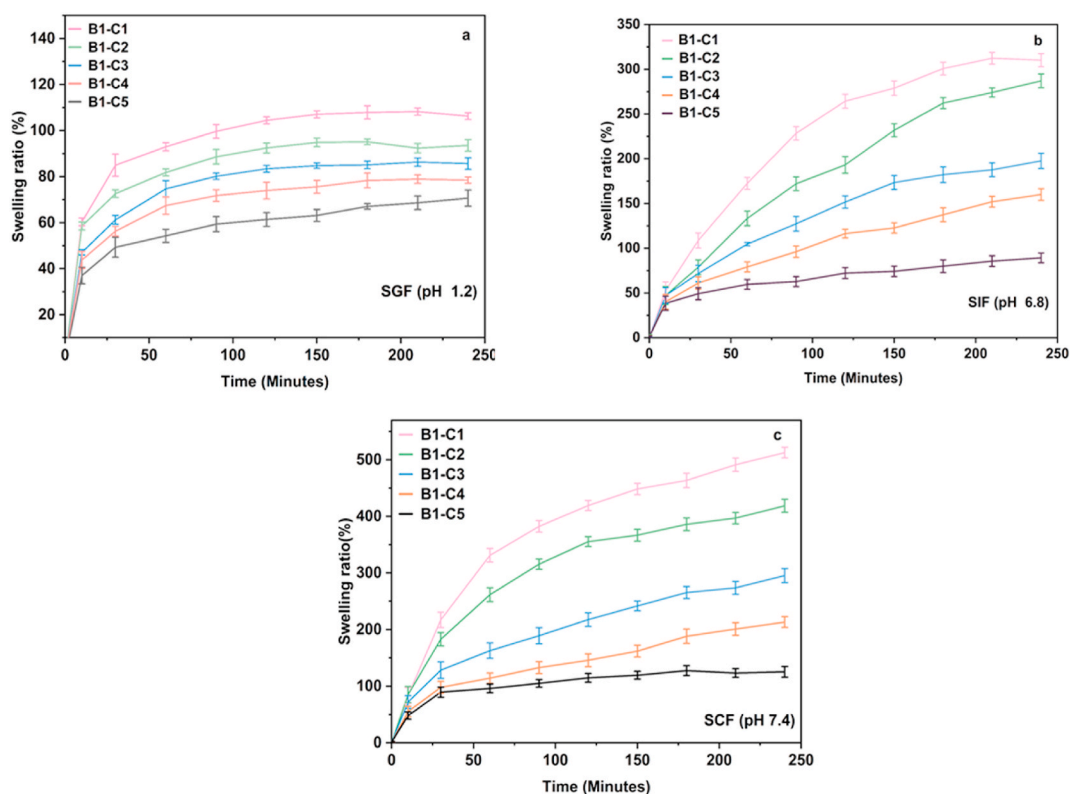 a
B1-C1
B1-C2
B1-C3
B1-C4
B1-C5
140
120
100
80
60
40
20
Swelling ratio (%)
SGF (pH 1.2)
0 50 100 150 200 250
Time (Minutes)
b
B1-C1
B1-C2
B1-C3
B1-C4
B1-C5
350
300
250
200
150
100
50
0
Swelling ratio (%)
SIF (pH 6.8)
0 50 100 150 200 250
Time (Minutes)
c
B1-C1
B1-C2
B1-C3
B1-C4
B1-C5
500
400
300
200
100
0
Swelling ratio(%)
SCF (pH 7.4)
0 50 100 150 200 250
Time (Minutes)